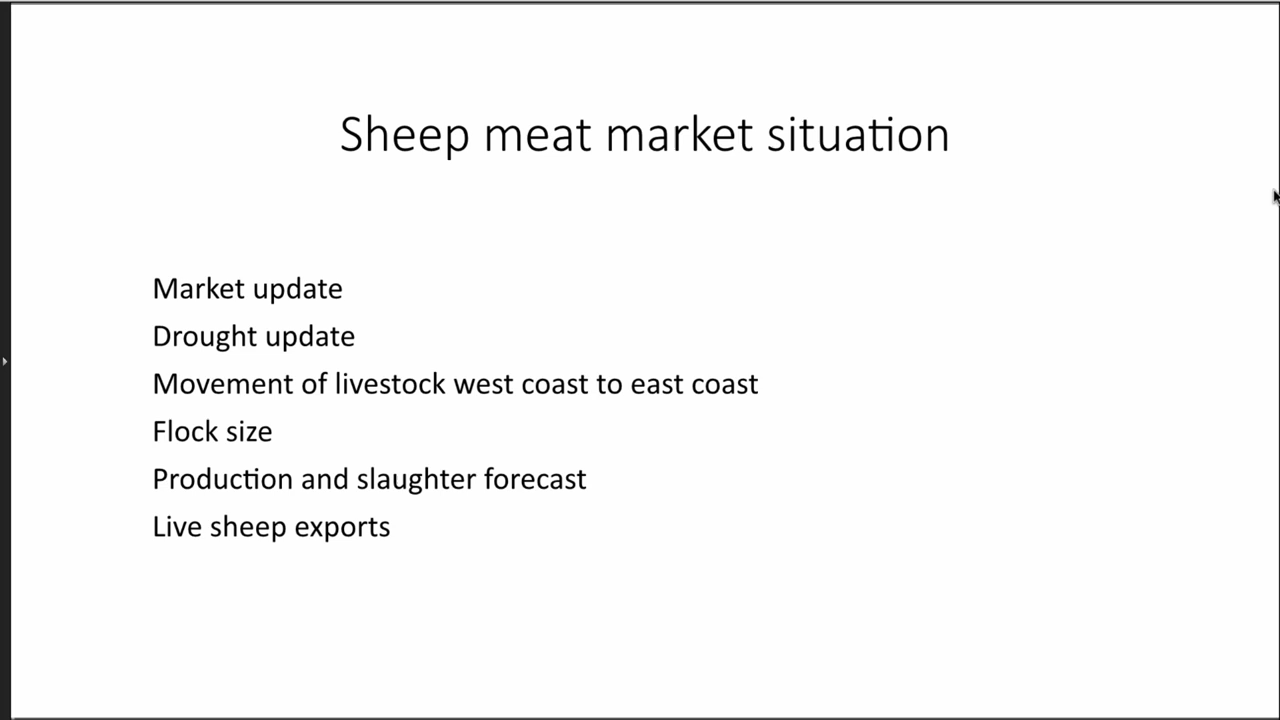 Sheep meat market situation
Market update
Drought update
Movement of livestock west coast to east coast
Flock size
Production and slaughter forecast
Live sheep exports